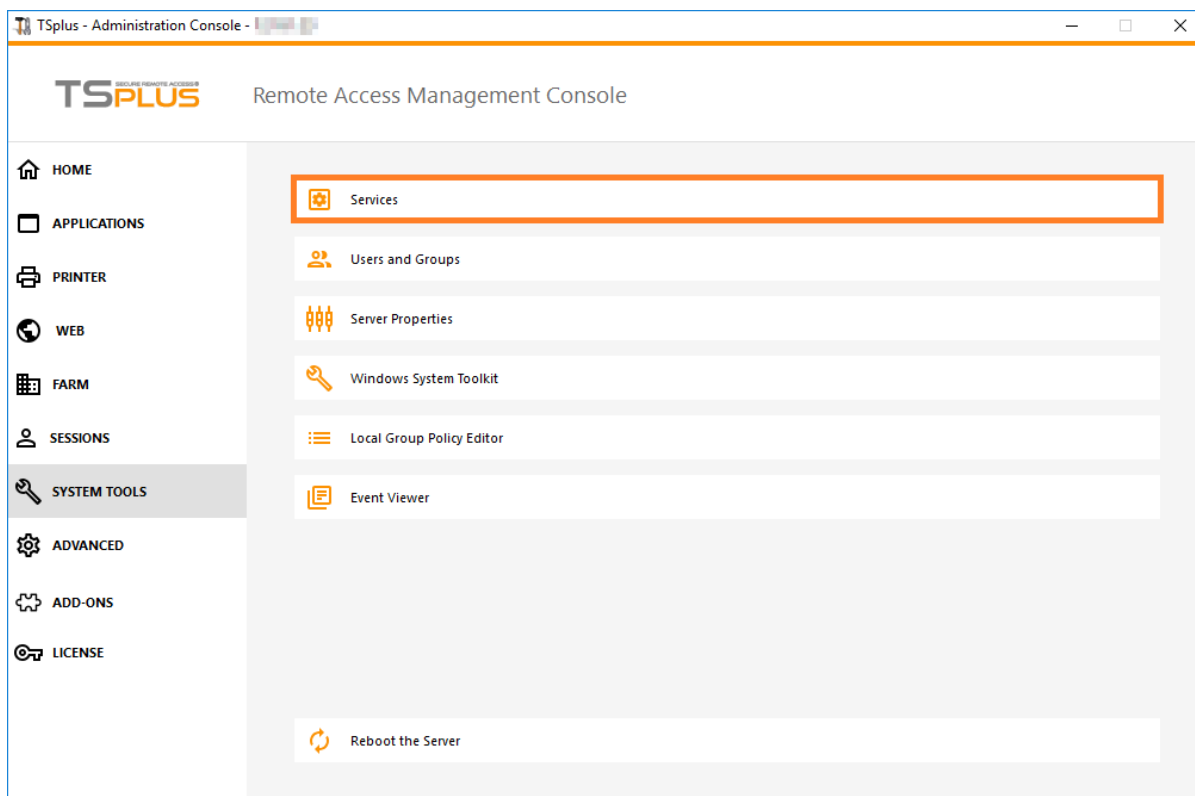 TSplus - Administration Console -
SECURE REMOTE ACCESS®
TSPLUS
Remote Access Management Console
HOME
APPLICATIONS
PRINTER
WEB
FARM
SESSIONS
SYSTEM TOOLS
ADVANCED
ADD-ONS
LICENSE
Services
Users and Groups
Server Properties
Windows System Toolkit
Local Group Policy Editor
Event Viewer
Reboot the Server